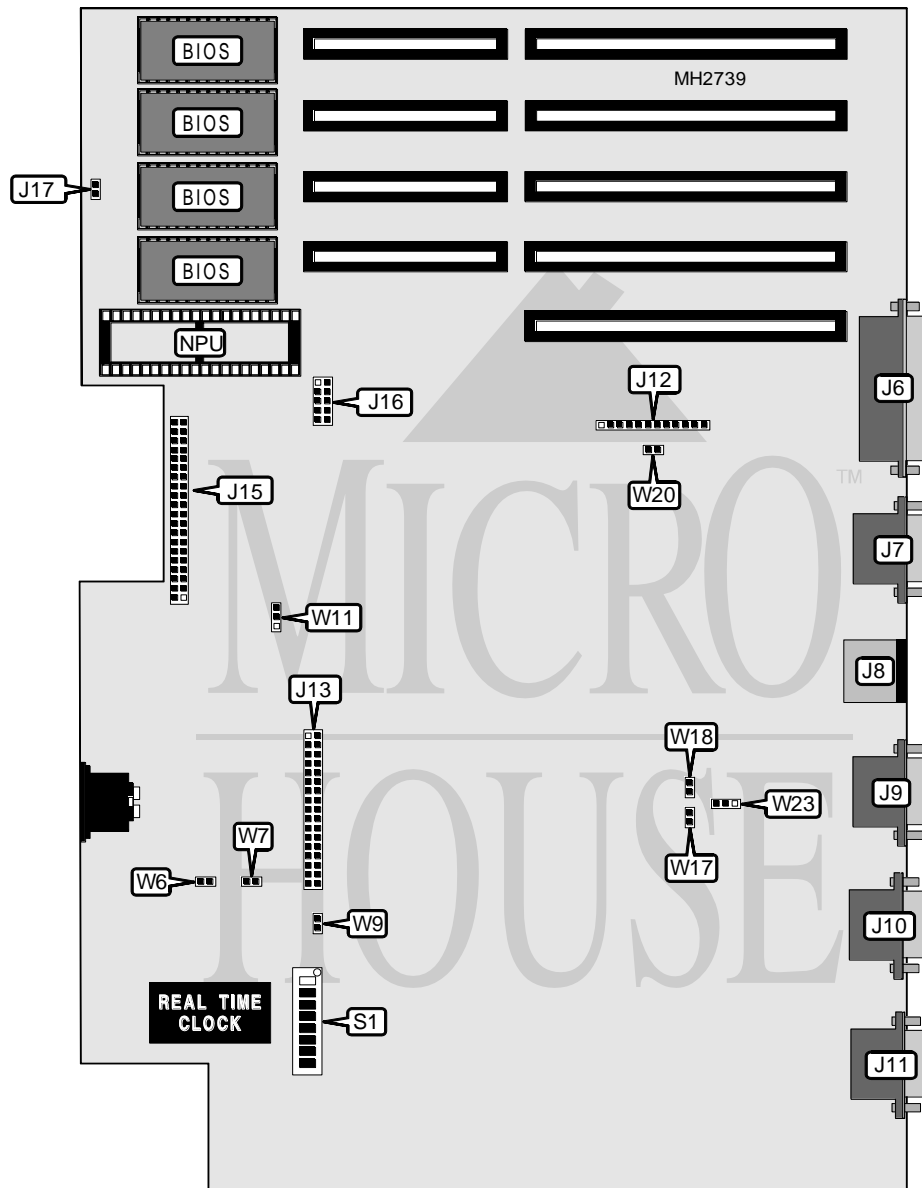 BIOS
MH2739
BIOS
J17
BIOS
BIOS
NPU
J6
J12
J16
J15
W20
TM
J7
W11
MICRO
J8
J13
W18
J9
W23
HOUSE
W7
W17
W6
W9
J10
REAL TIME
CLOCK
S1
J11